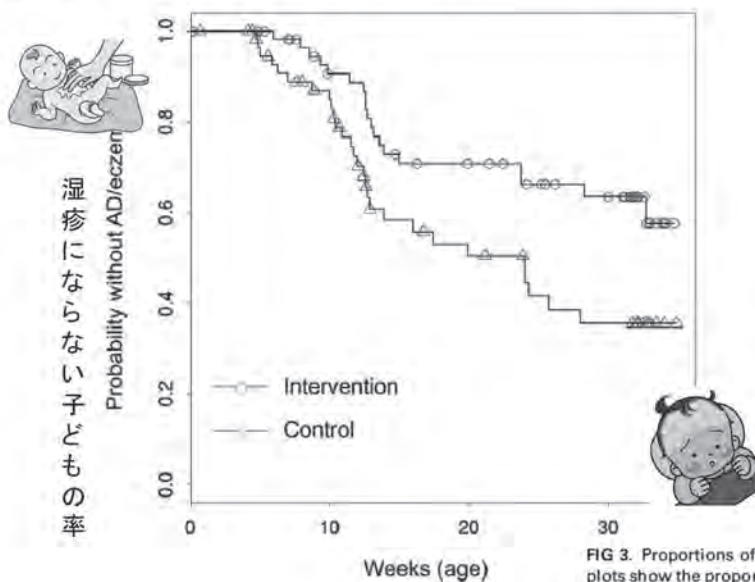 湿疹にならない子どもの率
Probability without AD/eczem
1.0
0.8
0.6
0.4
0.2
0.0
Intervention
Control
0
10
20
30
Weeks (age)
FIG 3. Proportions of
plots show the propor